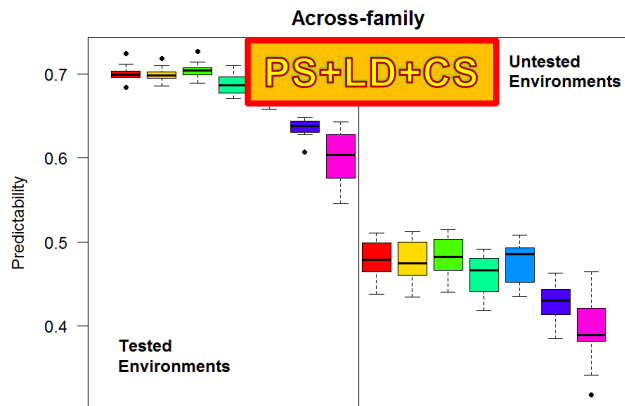 Across-family
PS+LD+CS
Untested
Environments
0.7
0.6
0.5
0.4
Predictability
Tested
Environments